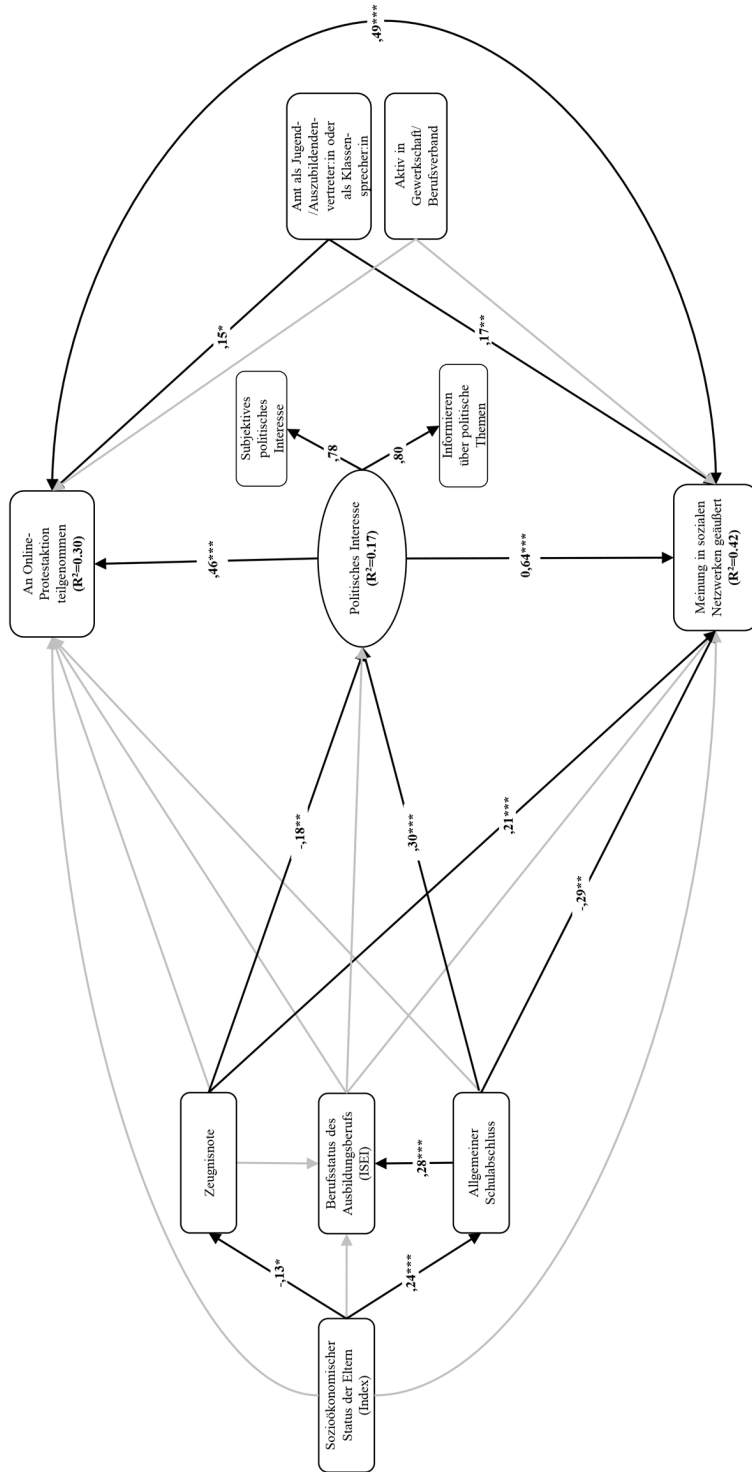 ,49***
Amt als Jugend-
/Auszubildenden-
vertreter:in oder
als Klassen-
sprecher:in
Aktiv in
Gewerkschaft/
Berufsverband
,15*
,17**
Subjektives
politisches
Interesse
Informieren
über politische
Themen
,78
,80
An Online-
Protestaktion
teilgenommen
(R²=0.30)
,46***
Politisches Interesse
(R²=0.17)
0,64***
Meinung in sozialen
Netzwerken geäußert
(R²=0.42)
-,18**
,30***
,21***
-,29**
Zeugnisnote
Berufsstatus des
Ausbildungsberufs
(ISEI)
,28***
Allgemeiner
Schulabschluss
-,13*
,24***
Sozioökonomischer
Status der Eltern
(Index)